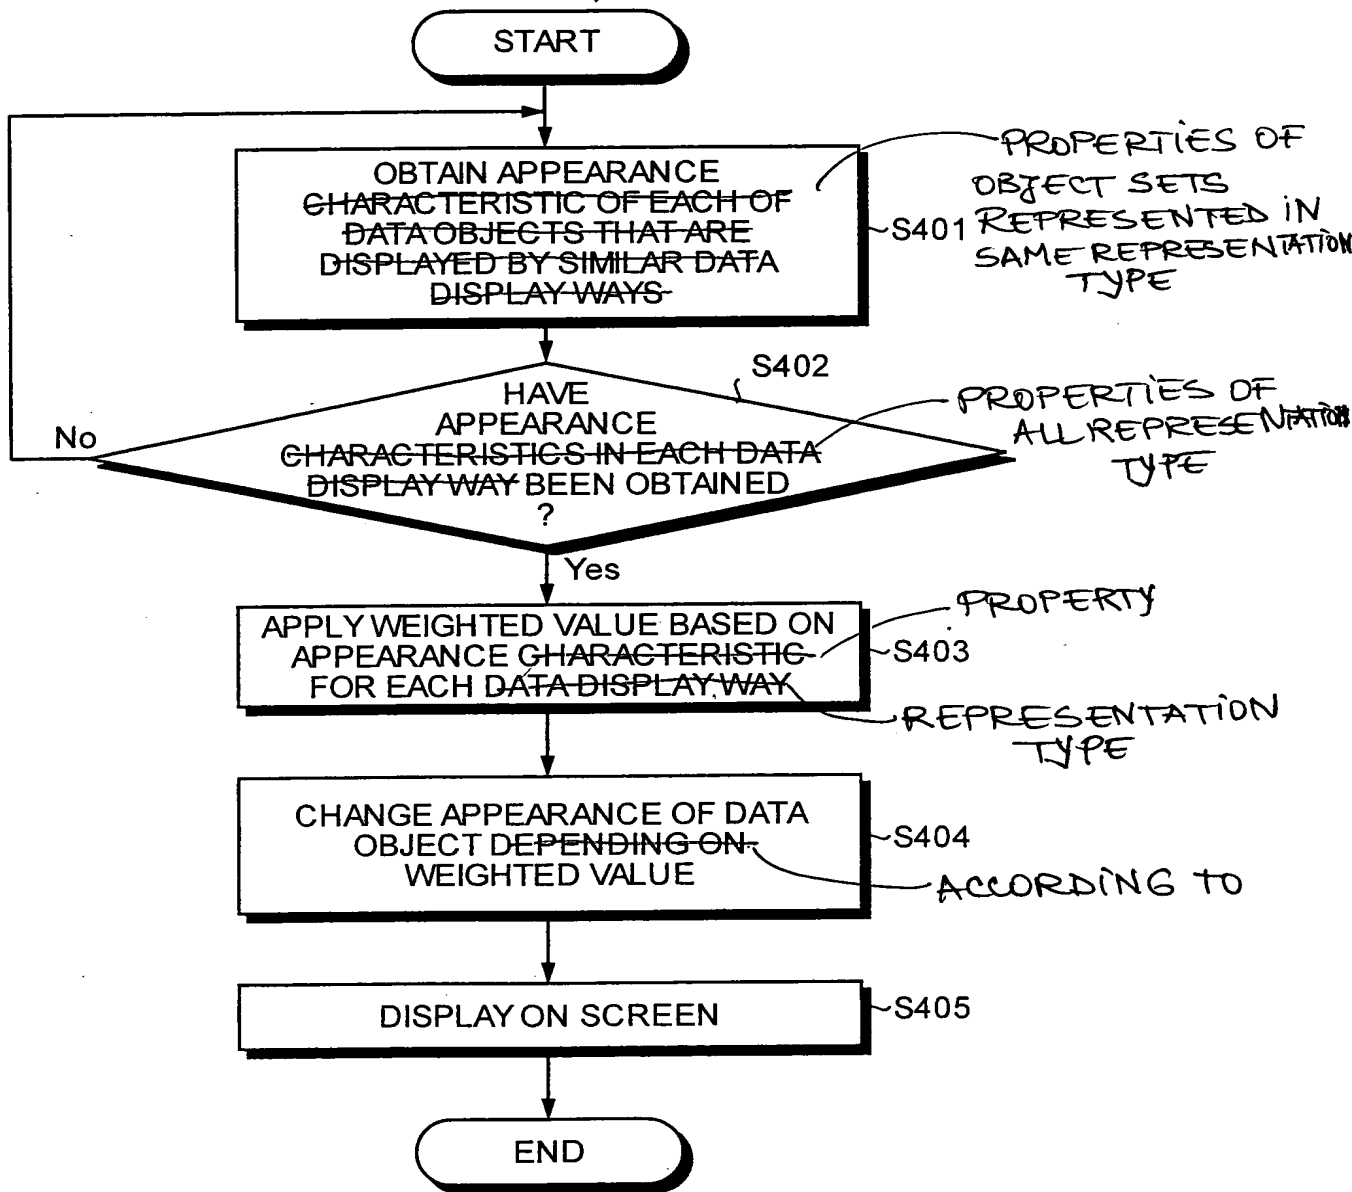 START
OBTAIN APPEARANCE
CHARACTERISTIC OF EACH OF
DATA OBJECTS THAT ARE
DISPLAYED BY SIMILAR DATA
DISPLAY WAYS
S401
PROPERTIES OF
OBJECT SETS
REPRESENTED IN
SAME REPRESENTATION
TYPE
S402
HAVE
APPEARANCE
CHARACTERISTICS IN EACH DATA
DISPLAY WAY BEEN OBTAINED
?
No
PROPERTIES OF
ALL REPRESENTATION
TYPE
Yes
APPLY WEIGHTED VALUE BASED ON
APPEARANCE CHARACTERISTIC
FOR EACH DATA DISPLAY WAY
S403
PROPERTY
REPRESENTATION
TYPE
CHANGE APPEARANCE OF DATA
OBJECT DEPENDING ON
WEIGHTED VALUE
S404
ACCORDING TO
DISPLAY ON SCREEN
S405
END